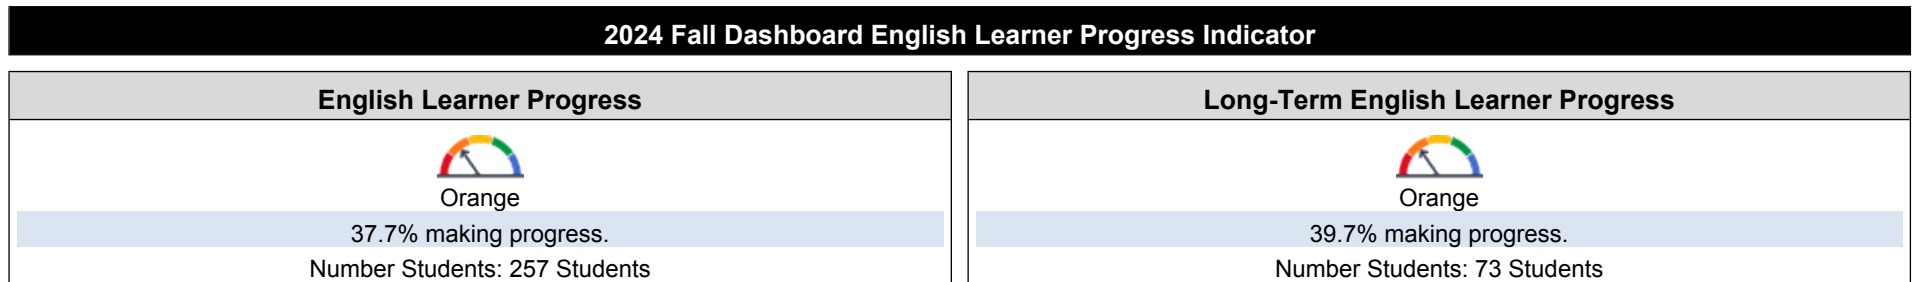 2024 Fall Dashboard English Learner Progress Indicator
English Learner Progress
Orange
37.7% making progress.
Number Students: 257 Students
Long-Term English Learner Progress
Orange
39.7% making progress.
Number Students: 73 Students